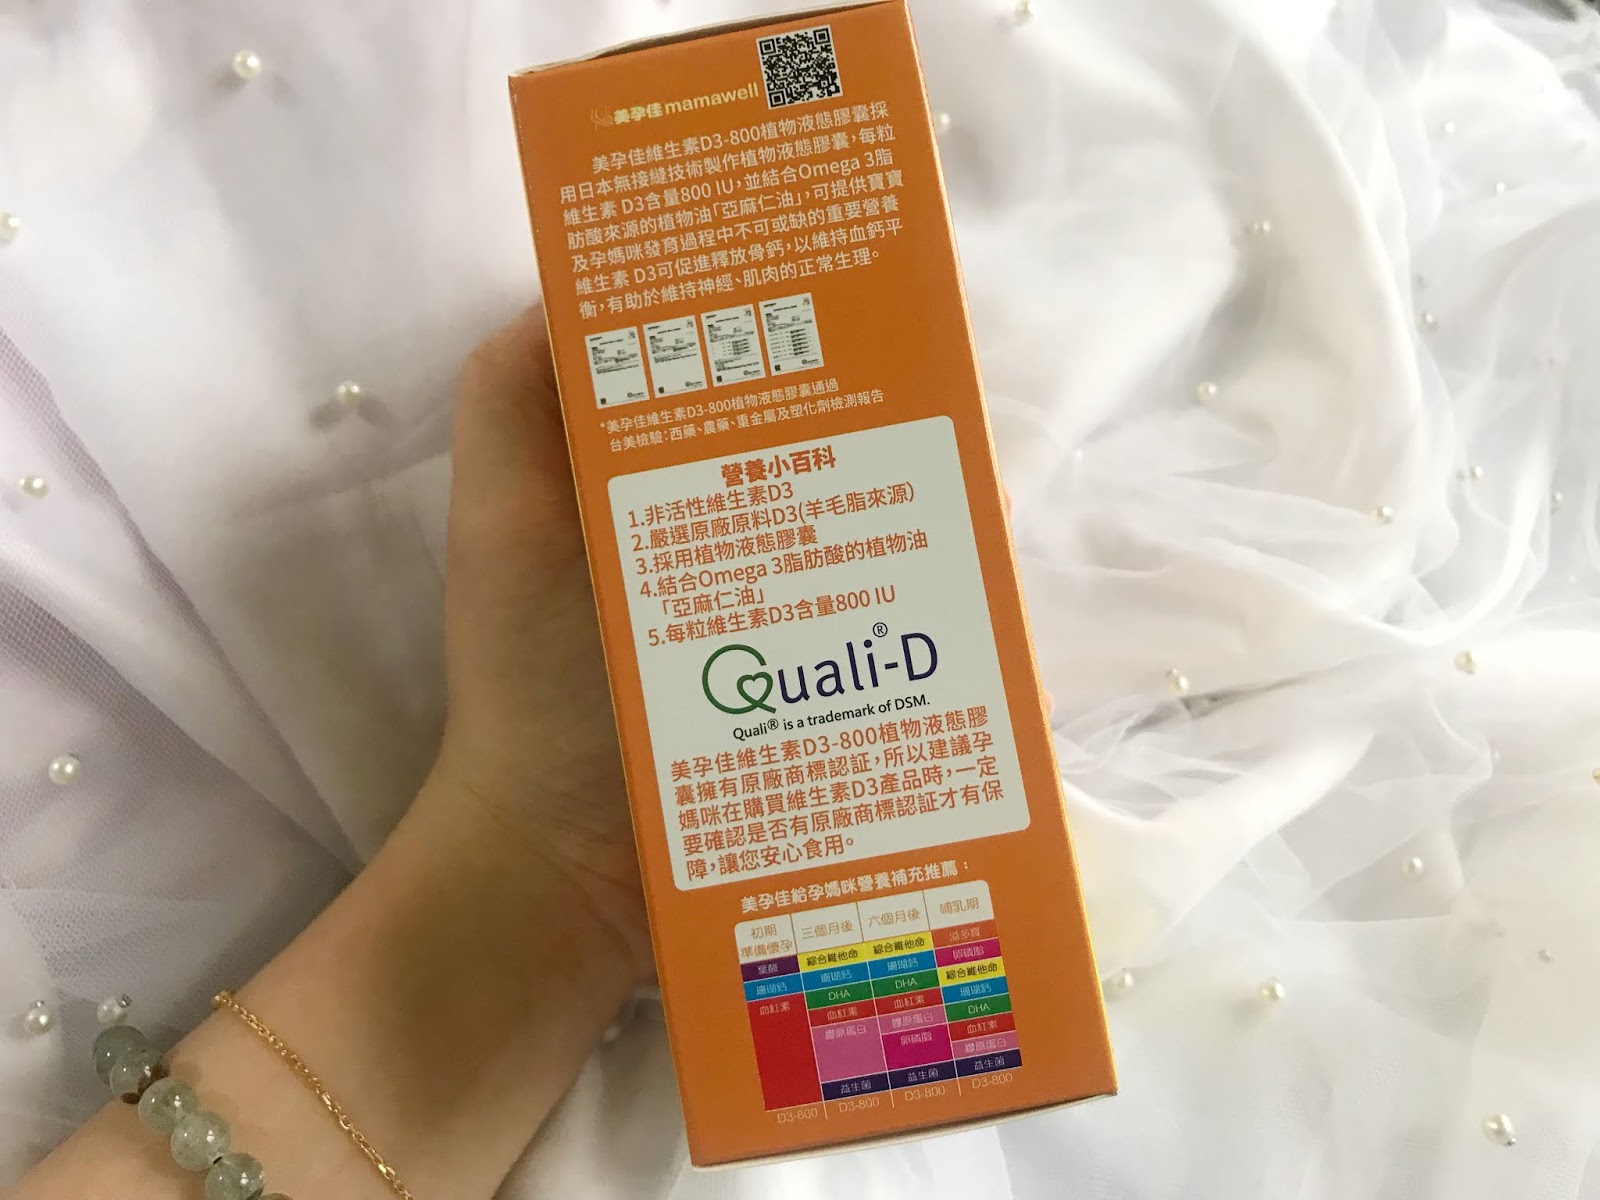 美孕佳mamawell
美孕佳維生素D3-800植物液態膠囊採
用日本無接縫技術製作植物液態膠囊,每粒
維生素 D3含量800 IU,並結合Omega 3脂
肪酸來源的植物油「亞麻仁油」,可提供寶寶
及孕媽咪發育過程中不可或缺的重要營養
維生素 D3可促進釋放骨鈣,以維持血鈣平
衡,有助於維持神經、肌肉的正常生理。
*美孕佳維生素D3-800植物液態膠囊通過
台美檢驗:西藥、農藥、重金屬及塑化劑檢測報告
營養小百科
1.非活性維生素D3
2.嚴選原廠原料D3(羊毛脂來源)
3.採用植物液態膠囊
4.結合Omega 3脂肪酸的植物油
「亞麻仁油」
5.每粒維生素D3含量800 IU
Quali-D®
Quali® is a trademark of DSM.
美孕佳維生素D3-800植物液態膠
囊擁有原廠商標認証,所以建議孕
媽咪在購買維生素D3產品時,一定
要確認是否有原廠商標認証才有保
障,讓您安心食用。
美孕佳給孕媽咪營養補充推薦:
初期
準備懷孕
三個月後
六個月後
哺乳期
葉酸
珊瑚鈣
血紅素
D3-800
綜合維他命
珊瑚鈣
DHA
血紅素
膠原蛋白
益生菌
D3-800
綜合維他命
珊瑚鈣
DHA
血紅素
膠原蛋白
卵磷脂
益生菌
D3-800
溢多寶
卵磷脂
綜合維他命
珊瑚鈣
DHA
血紅素
膠原蛋白
益生菌
D3-800